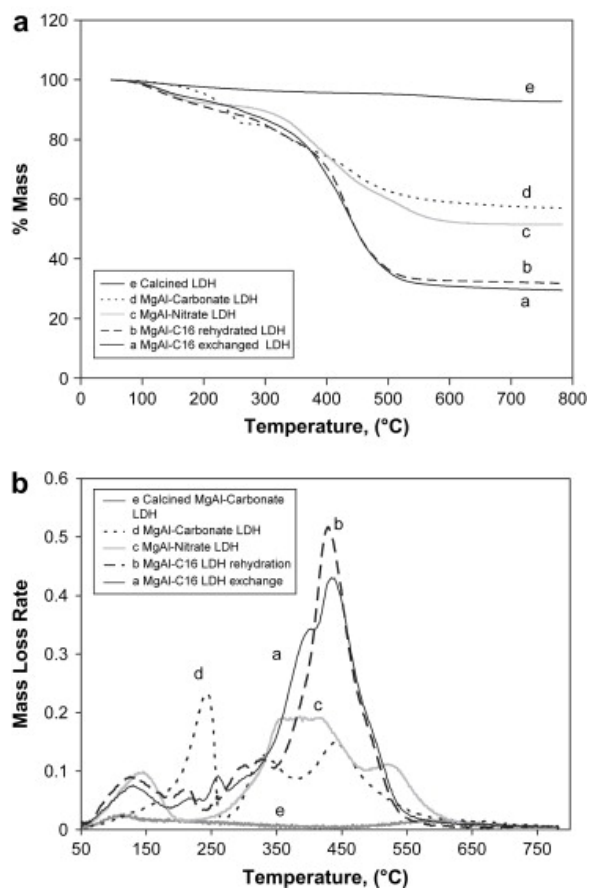 a
120
100
80
60
40
20
0
% Mass
e
d
c
b
a
e Calcined LDH
d MgAl-Carbonate LDH
c MgAl-Nitrate LDH
b MgAl-C16 rehydrated LDH
a MgAl-C16 exchanged LDH
0 100 200 300 400 500 600 700 800
Temperature, (°C)
b
0.6
0.5
0.4
0.3
0.2
0.1
0
Mass Loss Rate
e Calcined MgAl-Carbonate
LDH
d MgAl-Carbonate LDH
c MgAl-Nitrate LDH
b MgAl-C16 LDH rehydration
a MgAl-C16 LDH exchange
b
a
d
c
e
50 150 250 350 450 550 650 750
Temperature, (°C)